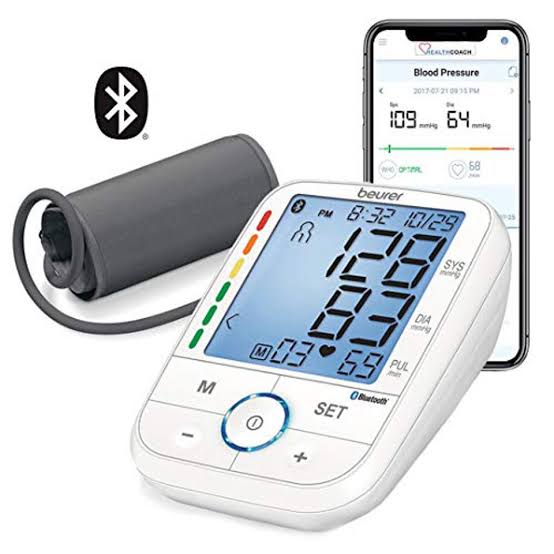 HEALTHCOACH
Blood Pressure
2017-07-21 09:15 PM
Sys Dia
109 mmHg 64 mmHg
WHO OPTIMAL 68
beurer
PM 8:32 10/29
128 SYS mmHg
83 DIA mmHg
M 03 69 PUL /min
Bluetooth®
M
SET
-
+